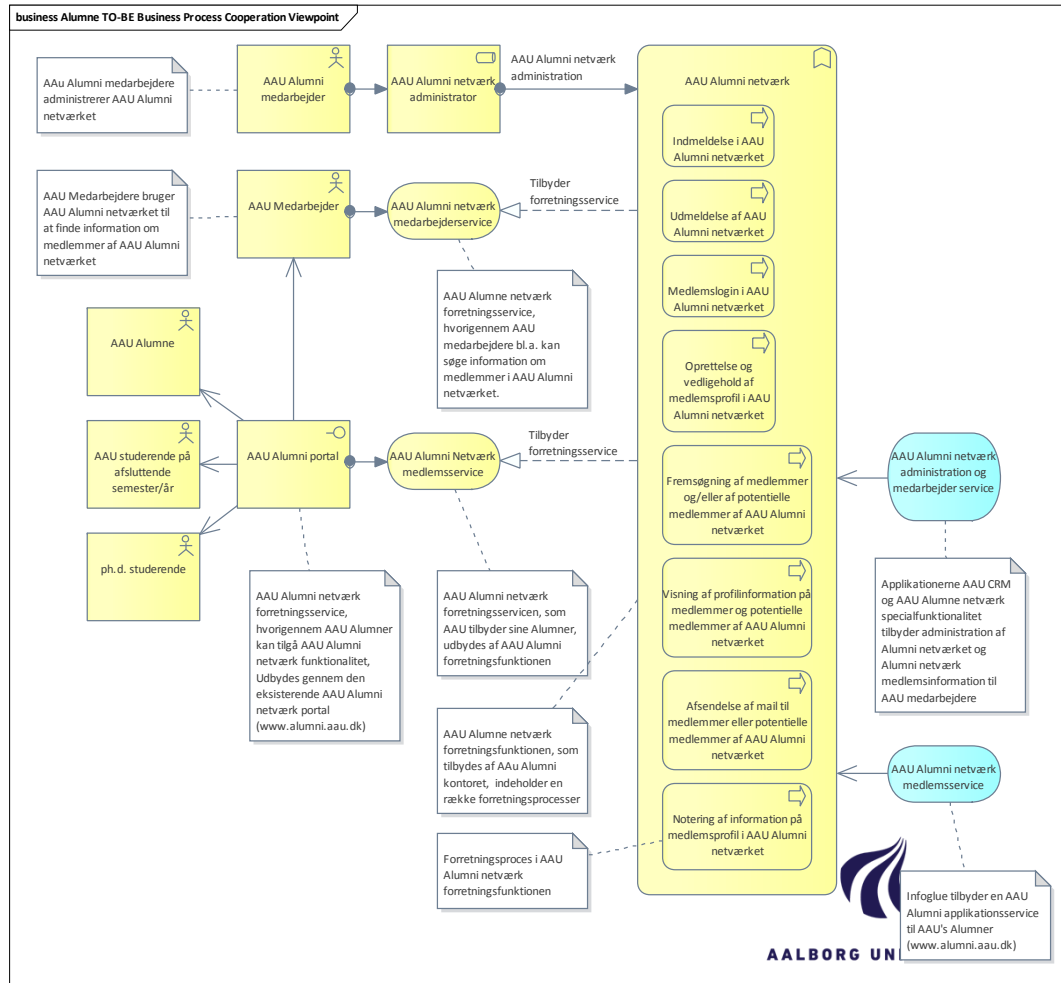 business Alumne TO-BE Business Process Cooperation Viewpoint
AAu Alumni medarbejdere
administrerer AAU Alumni
netværket
AAU Alumni
medarbejder
AAU Alumni netværk
administrator
AAU Alumni netværk
administration
AAU Alumni netværk
Indmeldelse i AAU
Alumni netværket
AAU Medarbejdere bruger
AAU Alumni netværket til
at finde information om
medlemmer af AAU Alumni
netværket
AAU Medarbejder
AAU Alumni netværk
medarbejderservice
Tilbyder
forretningsservice
Udmeldelse af AAU
Alumni netværket
AAU Alumne netværk
forretningsservice,
hvorigennem AAU
medarbejdere bl.a. kan
søge information om
medlemmer i AAU Alumni
netværket.
Medlemslogin i AAU
Alumni netværket
AAU Alumne
Oprettelse og
vedligehold af
medlemsprofil i AAU
Alumni netværket
AAU studerende på
afsluttende
semester/år
AAU Alumni portal
AAU Alumni Netværk
medlemsservice
Tilbyder
forretningsservice
Fremsøgning af medlemmer
og/eller af potentielle
medlemmer af AAU Alumni
netværket
AAU Alumni netværk
administration og
medarbejder service
ph.d. studerende
AAU Alumni netværk
forretningsservice,
hvorigennem AAU Alumner
kan tilgå AAU Alumni
netværk funktionalitet,
Udbydes gennem den
eksisterende AAU Alumni
netværk portal
(www.alumni.aau.dk)
AAU Alumni netværk
forretningsservicen, som
AAU tilbyder sine Alumner,
udbydes af AAU Alumni
forretningsfunktionen
Visning af profilinformation på
medlemmer og potentielle
medlemmer af AAU Alumni
netværket
Applikationerne AAU CRM
og AAU Alumne netværk
specialfunktionalitet
tilbyder administration af
Alumni netværket og
Alumni netværk
medlemsinformation til
AAU medarbejdere
AAU Alumne netværk
forretningsfunktionen, som
tilbydes af AAu Alumni
kontoret, indeholder en
række forretningsprocesser
Afsendelse af mail til
medlemmer eller potentielle
medlemmer af AAU Alumni
netværket
AAU Alumni netværk
medlemsservice
Forretningsproces i AAU
Alumni netværk
forretningsfunktionen
Notering af information på
medlemsprofil i AAU Alumni
netværket
Infoglue tilbyder en AAU
Alumni applikationsservice
til AAU's Alumner
(www.alumni.aau.dk)
AALBORG